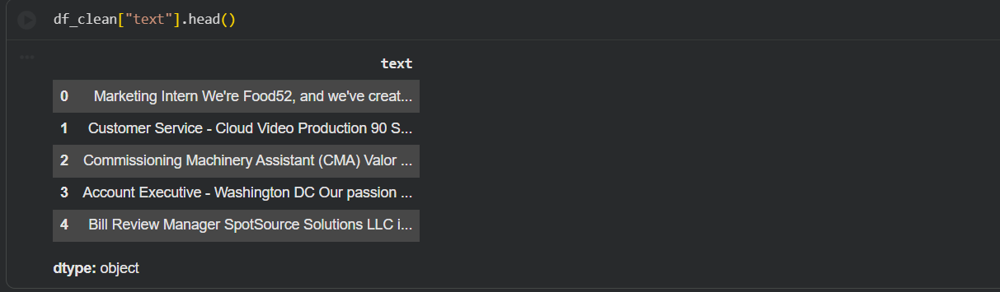 df_clean["text"].head()
text
0 Marketing Intern We're Food52, and we've creat...
1 Customer Service - Cloud Video Production 90 S...
2 Commissioning Machinery Assistant (CMA) Valor ...
3 Account Executive - Washington DC Our passion ...
4 Bill Review Manager SpotSource Solutions LLC i...
dtype: object